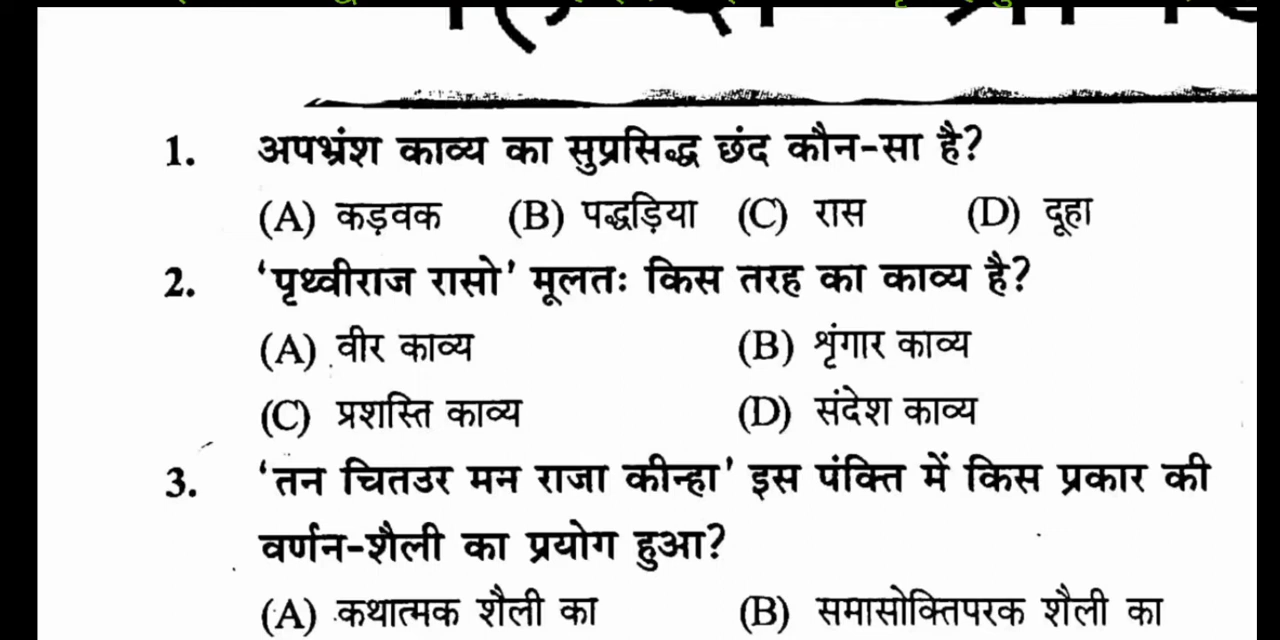 1. अपभ्रंश काव्य का सुप्रसिद्ध छंद कौन-सा है?
(A) कड़वक (B) पद्धड़िया (C) रास (D) दूहा
2. 'पृथ्वीराज रासो' मूलतः किस तरह का काव्य है?
(A) वीर काव्य (B) शृंगार काव्य
(C) प्रशस्ति काव्य (D) संदेश काव्य
3. 'तन चितउर मन राजा कीन्हा' इस पंक्ति में किस प्रकार की
वर्णन-शैली का प्रयोग हुआ?
(A) कथात्मक शैली का (B) समासोक्तिपरक शैली का